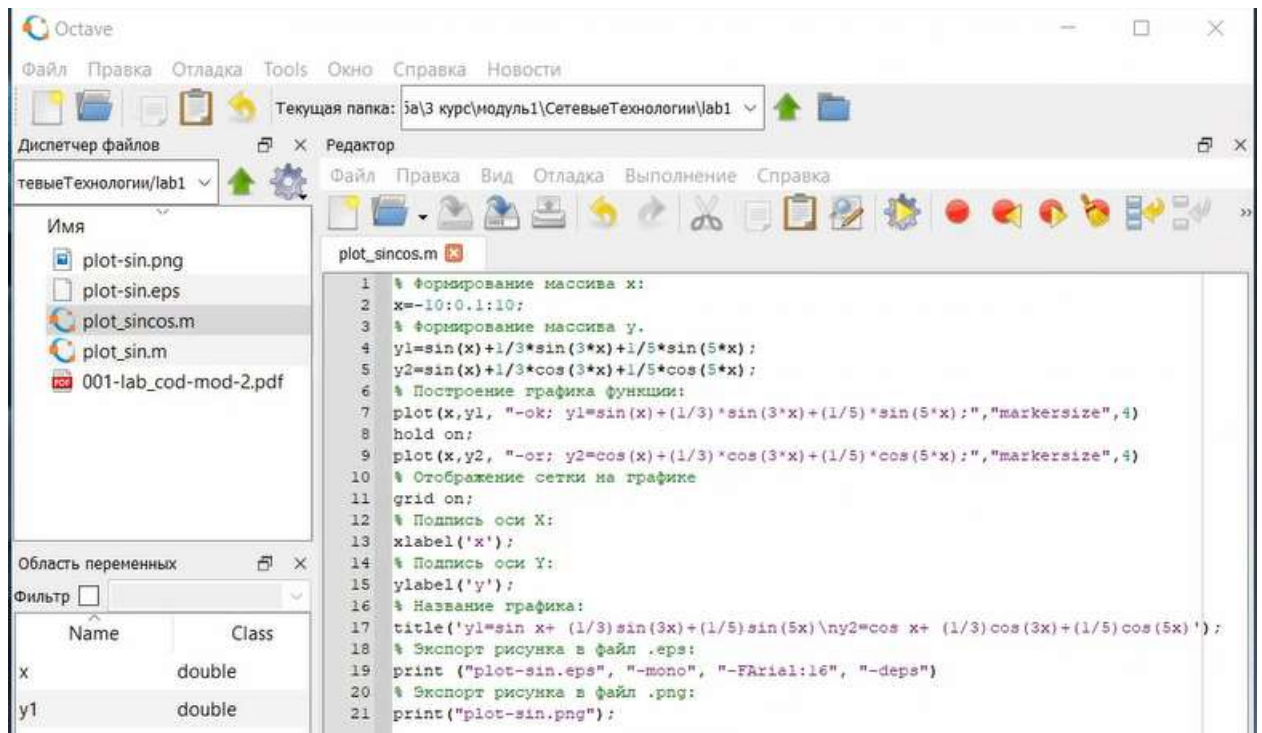 Octave
Файл Правка Отладка Tools Окно Справка Новости
Текущая папка: За\3 курс\модуль1\СетевыеТехнологии\lab1
Диспетчер файлов
тевыеТехнологии/lab1
Имя
plot-sin.png
plot-sin.eps
plot_sincos.m
plot_sin.m
001-lab_cod-mod-2.pdf
Область переменных
Фильтр
Name Class
x double
y1 double
Редактор
Файл Правка Вид Отладка Выполнение Справка
plot_sincos.m
1 % Формирование массива x:
2 x=-10:0.1:10;
3 % Формирование массива y.
4 y1=sin(x)+1/3*sin(3*x)+1/5*sin(5*x);
5 y2=sin(x)+1/3*cos(3*x)+1/5*cos(5*x);
6 % Построение графика функции:
7 plot(x,y1, "-ok; y1=sin(x)+(1/3)*sin(3*x)+(1/5)*sin(5*x);","markersize",4)
8 hold on;
9 plot(x,y2, "-or; y2=cos(x)+(1/3)*cos(3*x)+(1/5)*cos(5*x);","markersize",4)
10 % Отображение сетки на графике
11 grid on;
12 % Подпись оси X:
13 xlabel('x');
14 % Подпись оси Y:
15 ylabel('y');
16 % Название графика:
17 title('y1=sin x+ (1/3)sin(3x)+(1/5)sin(5x)\ny2=cos x+ (1/3)cos(3x)+(1/5)cos(5x)');
18 % Экспорт рисунка в файл .eps:
19 print ("plot-sin.eps", "-mono", "-FArial:16", "-deps")
20 % Экспорт рисунка в файл .png:
21 print("plot-sin.png");